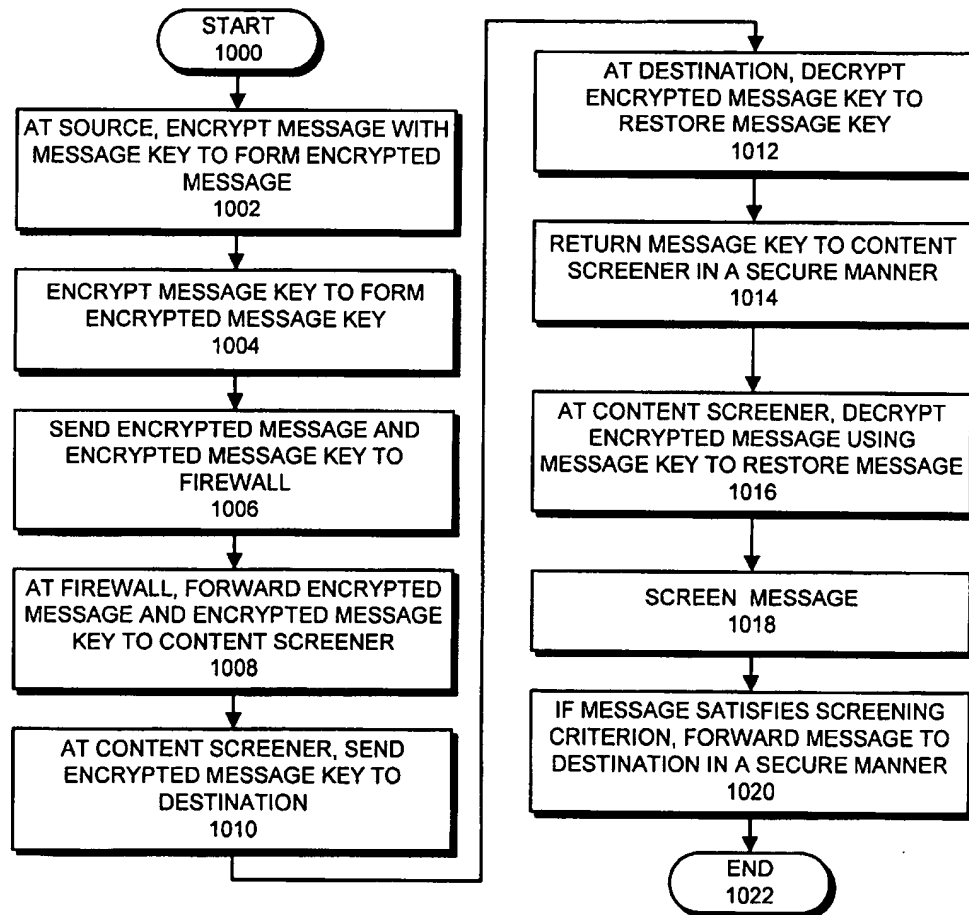 START
1000
AT SOURCE, ENCRYPT MESSAGE WITH
MESSAGE KEY TO FORM ENCRYPTED
MESSAGE
1002
ENCRYPT MESSAGE KEY TO FORM
ENCRYPTED MESSAGE KEY
1004
SEND ENCRYPTED MESSAGE AND
ENCRYPTED MESSAGE KEY TO
FIREWALL
1006
AT FIREWALL, FORWARD ENCRYPTED
MESSAGE AND ENCRYPTED MESSAGE
KEY TO CONTENT SCREENER
1008
AT CONTENT SCREENER, SEND
ENCRYPTED MESSAGE KEY TO
DESTINATION
1010
AT DESTINATION, DECRYPT
ENCRYPTED MESSAGE KEY TO
RESTORE MESSAGE KEY
1012
RETURN MESSAGE KEY TO CONTENT
SCREENER IN A SECURE MANNER
1014
AT CONTENT SCREENER, DECRYPT
ENCRYPTED MESSAGE USING
MESSAGE KEY TO RESTORE MESSAGE
1016
SCREEN MESSAGE
1018
IF MESSAGE SATISFIES SCREENING
CRITERION, FORWARD MESSAGE TO
DESTINATION IN A SECURE MANNER
1020
END
1022